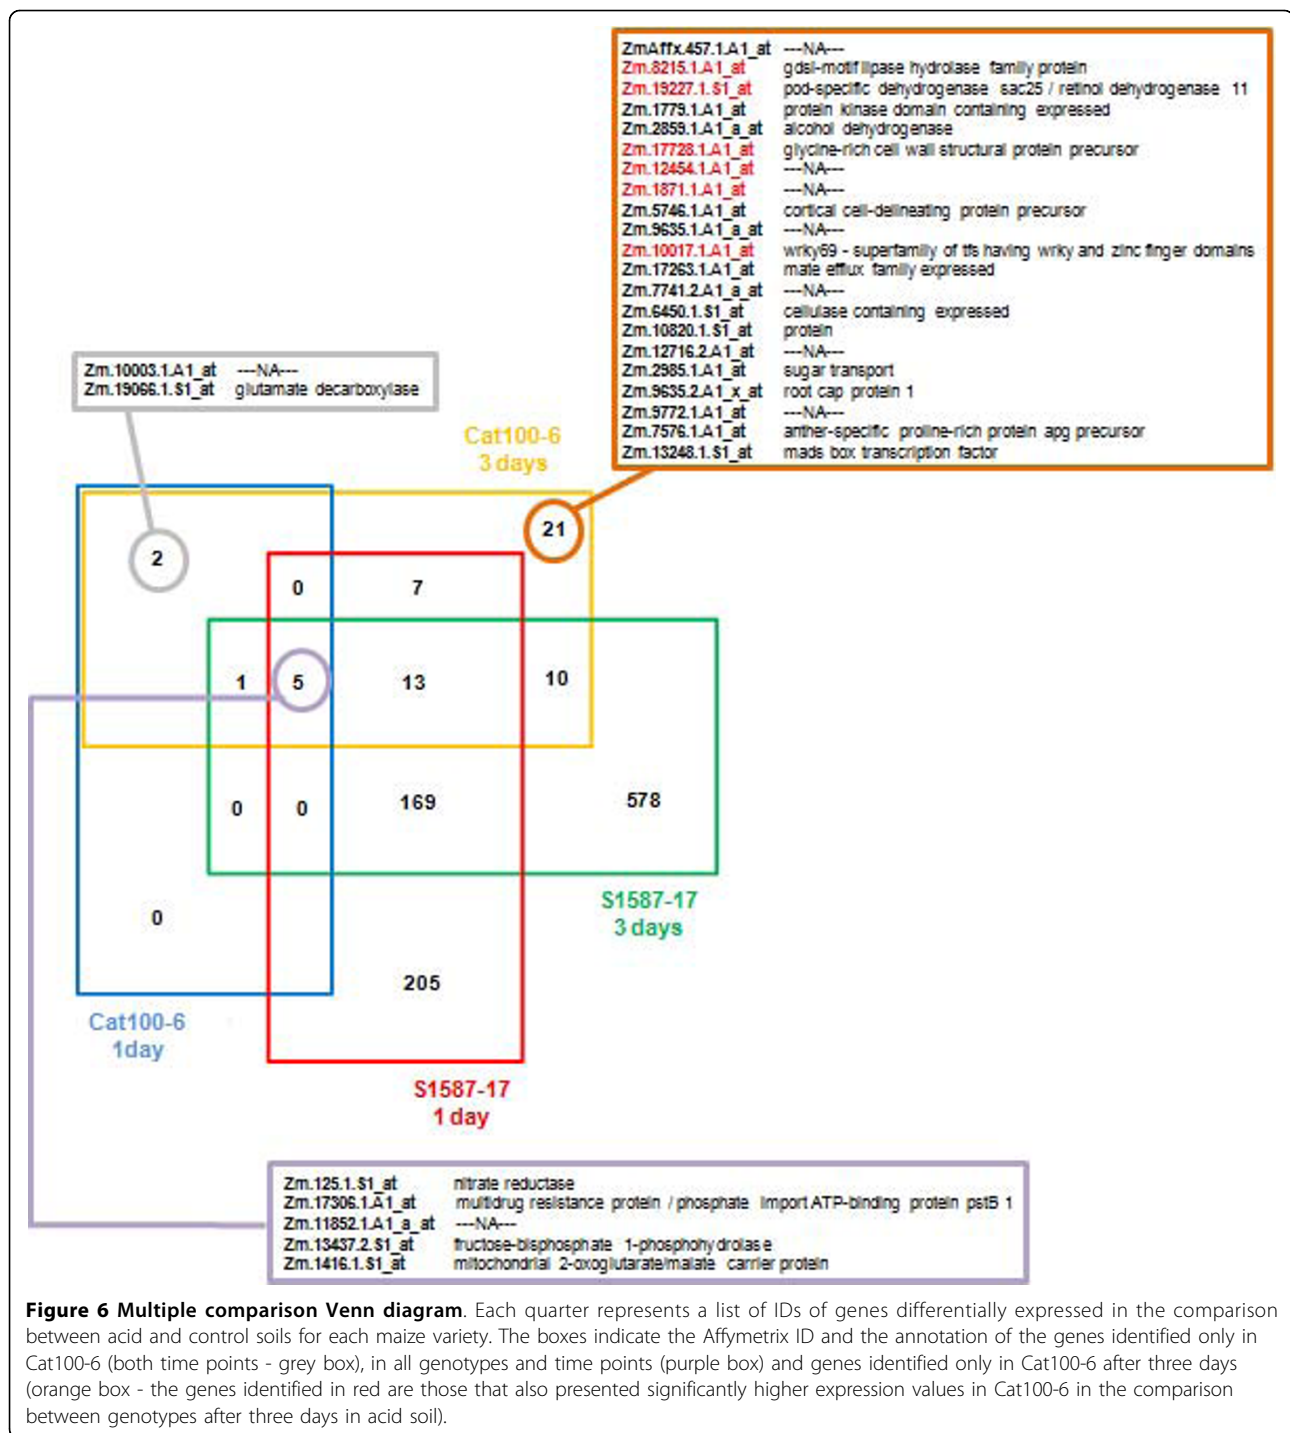 ZmAffx.457.1.A1_at ---NA---
Zm.8215.1.A1_at gdsl-motif lipase hydrolase family protein
Zm.19227.1.S1_at pod-specific dehydrogenase sac25 / retinol dehydrogenase 11
Zm.1779.1.A1_at protein kinase domain containing expressed
Zm.2859.1.A1_a_at alcohol dehydrogenase
Zm.17728.1.A1_at glycine-rich cell wall structural protein precursor
Zm.12454.1.A1_at ---NA---
Zm.1871.1.A1_at ---NA---
Zm.5746.1.A1_at cortical cell-delineating protein precursor
Zm.9635.1.A1_a_at ---NA---
Zm.10017.1.A1_at wrky69 - superfamily of tfs having wrky and zinc finger domains
Zm.17263.1.A1_at mate efflux family expressed
Zm.7741.2.A1_a_at ---NA---
Zm.6450.1.S1_at cellulase containing expressed
Zm.10820.1.S1_at protein
Zm.12716.2.A1_at ---NA---
Zm.2985.1.A1_at sugar transport
Zm.9635.2.A1_x_at root cap protein 1
Zm.9772.1.A1_at ---NA---
Zm.7576.1.A1_at anther-specific proline-rich protein apg precursor
Zm.13248.1.S1_at mads box transcription factor
Zm.10003.1.A1_at ---NA---
Zm.19066.1.S1_at glutamate decarboxylase
Cat100-6
3 days
21
2
0 7
1 5 13 10
0 0 169 578
S1587-17
3 days
0
205
Cat100-6
1day
S1587-17
1 day
Zm.125.1.S1_at nitrate reductase
Zm.17306.1.A1_at multidrug resistance protein / phosphate import ATP-binding protein pstB 1
Zm.11852.1.A1_a_at ---NA---
Zm.13437.2.S1_at fructose-bisphosphate 1-phosphohydrolase
Zm.1416.1.S1_at mitochondrial 2-oxoglutarate/malate carrier protein
Figure 6 Multiple comparison Venn diagram. Each quarter represents a list of IDs of genes differentially expressed in the comparison
between acid and control soils for each maize variety. The boxes indicate the Affymetrix ID and the annotation of the genes identified only in
Cat100-6 (both time points - grey box), in all genotypes and time points (purple box) and genes identified only in Cat100-6 after three days
(orange box - the genes identified in red are those that also presented significantly higher expression values in Cat100-6 in the comparison
between genotypes after three days in acid soil).